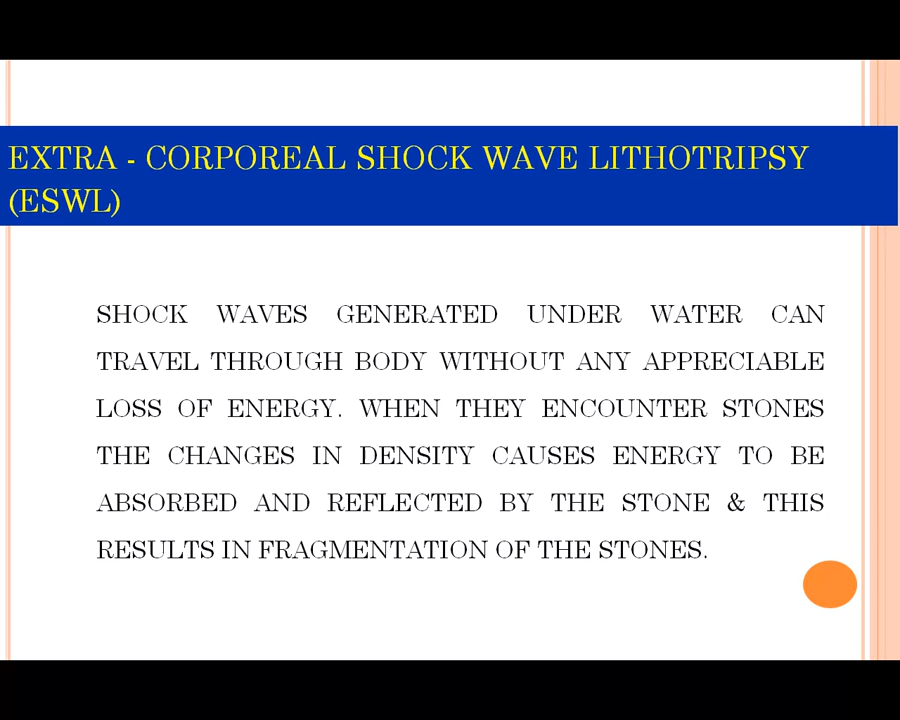 EXTRA - CORPOREAL SHOCK WAVE LITHOTRIPSY
(ESWL)
SHOCK WAVES GENERATED UNDER WATER CAN
TRAVEL THROUGH BODY WITHOUT ANY APPRECIABLE
LOSS OF ENERGY. WHEN THEY ENCOUNTER STONES
THE CHANGES IN DENSITY CAUSES ENERGY TO BE
ABSORBED AND REFLECTED BY THE STONE & THIS
RESULTS IN FRAGMENTATION OF THE STONES.